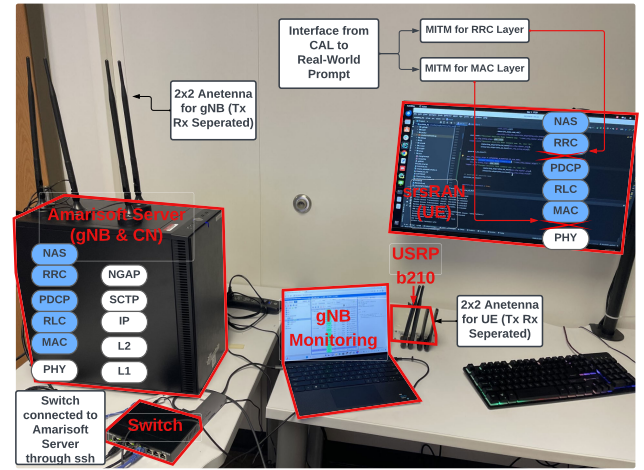 Interface from
CAL to
Real-World
Prompt
MITM for RRC Layer
MITM for MAC Layer
2x2 Anetenna
for gNB (Tx
Rx Seperated)
NAS
RRC
PDCP
RLC
MAC
PHY
srsRAN
(UE)
Amarisoft Server
(gNB & CN)
NAS
RRC
PDCP
RLC
MAC
PHY
NGAP
SCTP
IP
L2
L1
USRP
b210
gNB
Monitoring
2x2 Anetenna
for UE (Tx Rx
Seperated)
Switch
connected to
Amarisoft
Server
through ssh
Switch